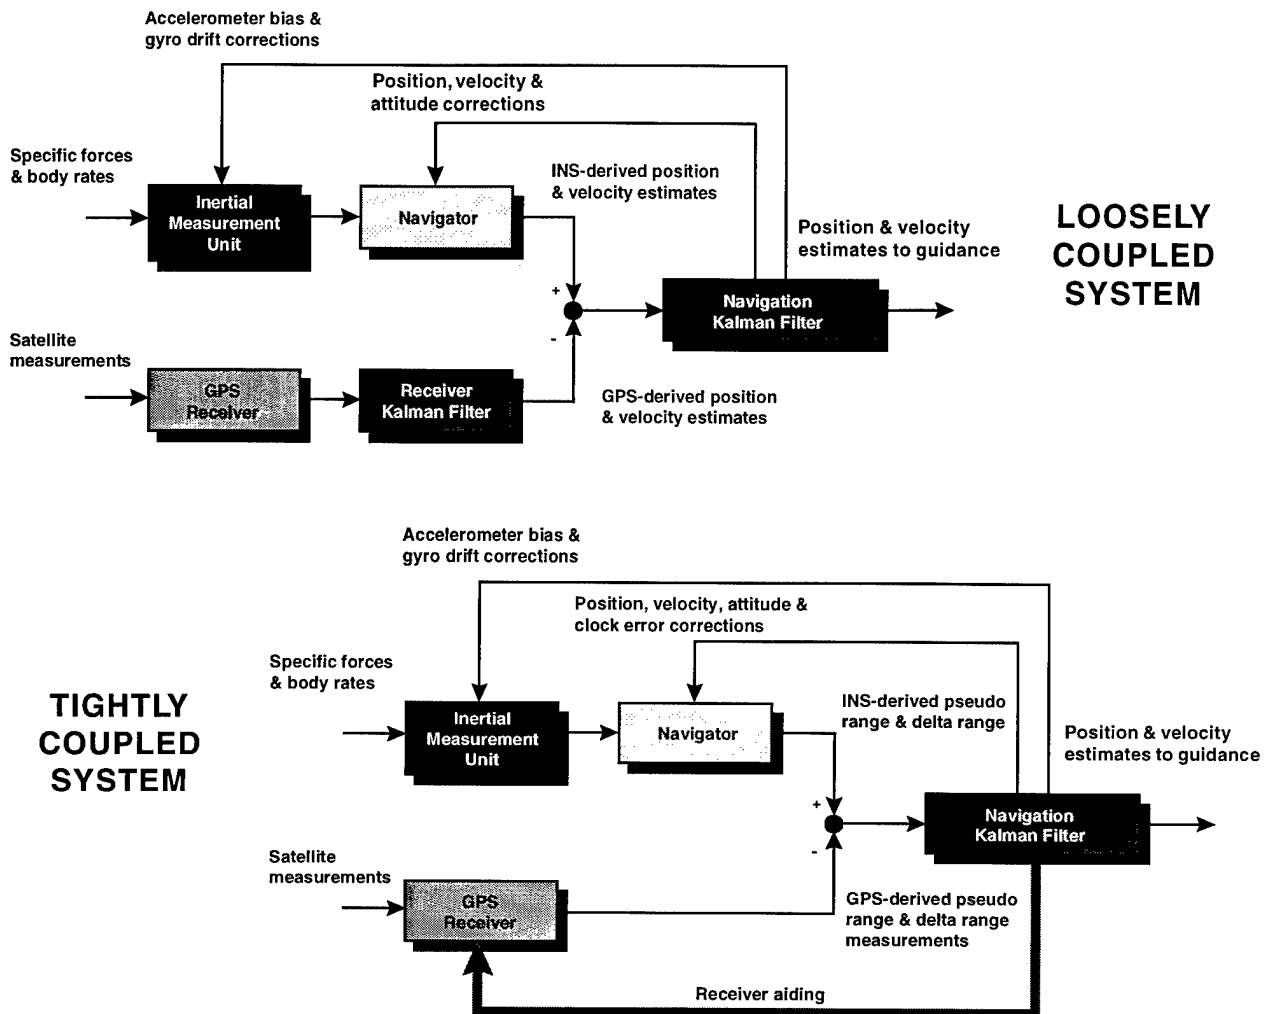 Accelerometer bias &
gyro drift corrections
Position, velocity &
attitude corrections
Specific forces
& body rates
Inertial
Measurement
Unit
Navigator
INS-derived position
& velocity estimates
Position & velocity
estimates to guidance
LOOSELY
COUPLED
SYSTEM
+
-
Navigation
Kalman Filter
Satellite
measurements
GPS
Receiver
Receiver
Kalman Filter
GPS-derived position
& velocity estimates
Accelerometer bias &
gyro drift corrections
Position, velocity, attitude &
clock error corrections
Specific forces
& body rates
TIGHTLY
COUPLED
SYSTEM
Inertial
Measurement
Unit
Navigator
INS-derived pseudo
range & delta range
Position & velocity
estimates to guidance
+
-
Navigation
Kalman Filter
Satellite
measurements
GPS
Receiver
GPS-derived pseudo
range & delta range
measurements
Receiver aiding